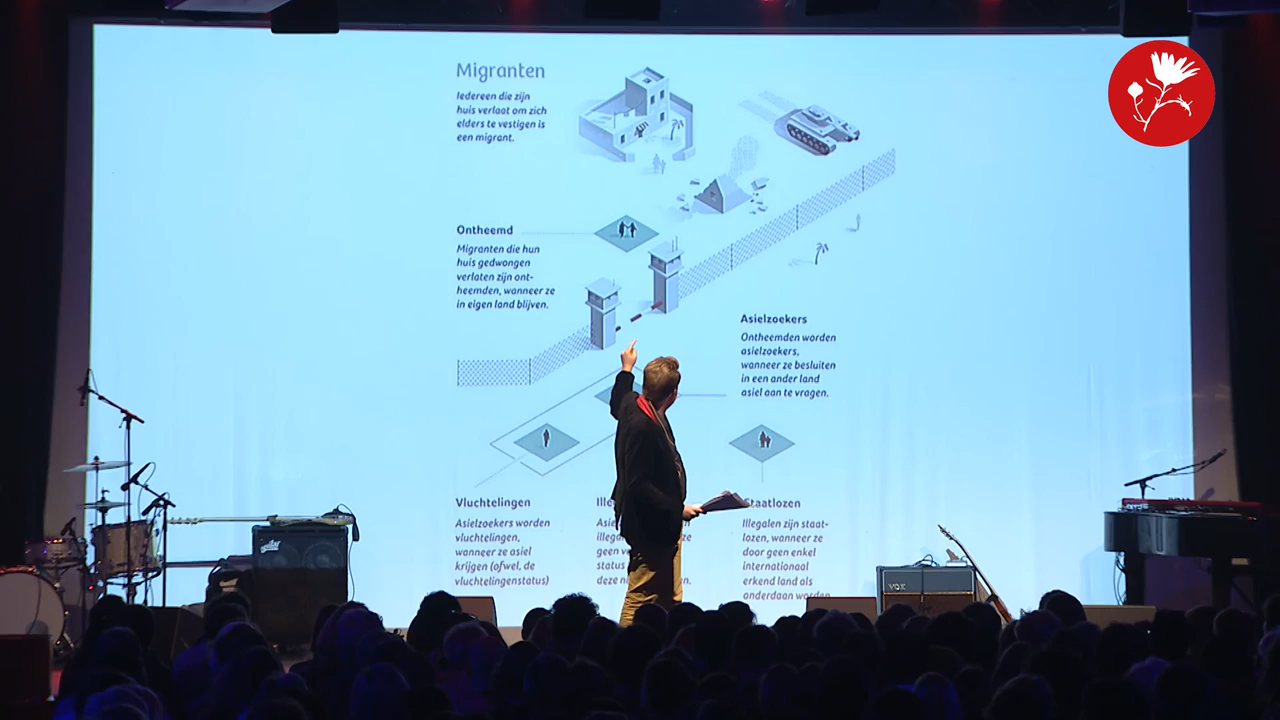 Migranten
Iedereen die zijn
huis verlaat om zich
elders te vestigen is
een migrant.
Ontheemd
Migranten die hun
huis gedwongen
verlaten zijn ont-
heemden, wanneer ze
in eigen land blijven.
Asielzoekers
Ontheemden worden
asielzoekers,
wanneer ze besluiten
in een ander land
asiel aan te vragen.
Vluchtelingen
Asielzoekers worden
vluchtelingen,
wanneer ze asiel
krijgen (ofwel, de
vluchtelingenstatus)
geen
status
Staatlozen
Illegalen zijn staat-
lozen, wanneer ze
door geen enkel
internationaal
erkend land als
onderdaan worden
VOX